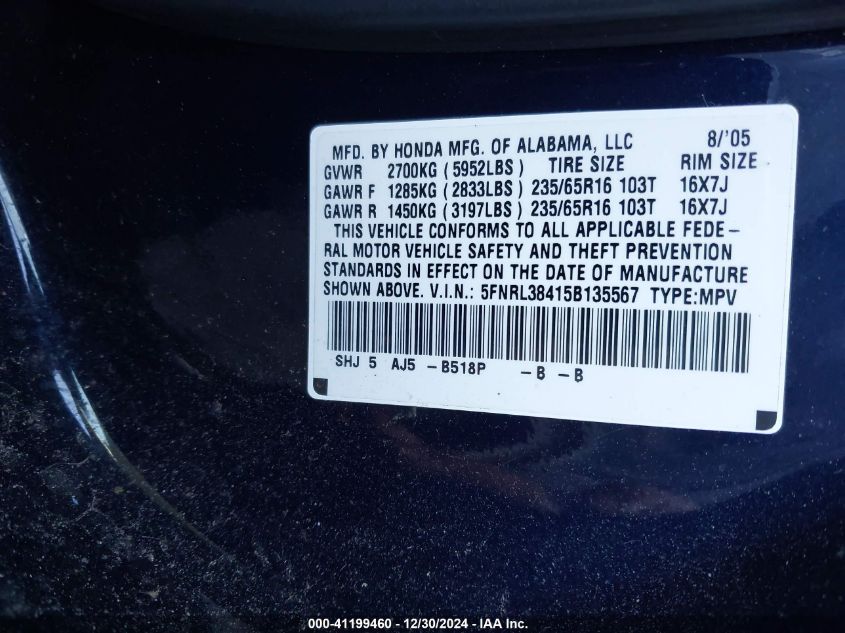 MFD. BY HONDA MFG. OF ALABAMA, LLC 8/'05
GVWR 2700KG ( 5952LBS ) TIRE SIZE RIM SIZE
GAWR F 1285KG ( 2833LBS ) 235/65R16 103T 16X7J
GAWR R 1450KG ( 3197LBS ) 235/65R16 103T 16X7J
THIS VEHICLE CONFORMS TO ALL APPLICABLE FEDE-
RAL MOTOR VEHICLE SAFETY AND THEFT PREVENTION
STANDARDS IN EFFECT ON THE DATE OF MANUFACTURE
SHOWN ABOVE. V.I.N.: 5FNRL38415B135567 TYPE:MPV
SHJ 5 AJ5 -B518P -B -B
000-41199460 - 12/30/2024 - IAA Inc.